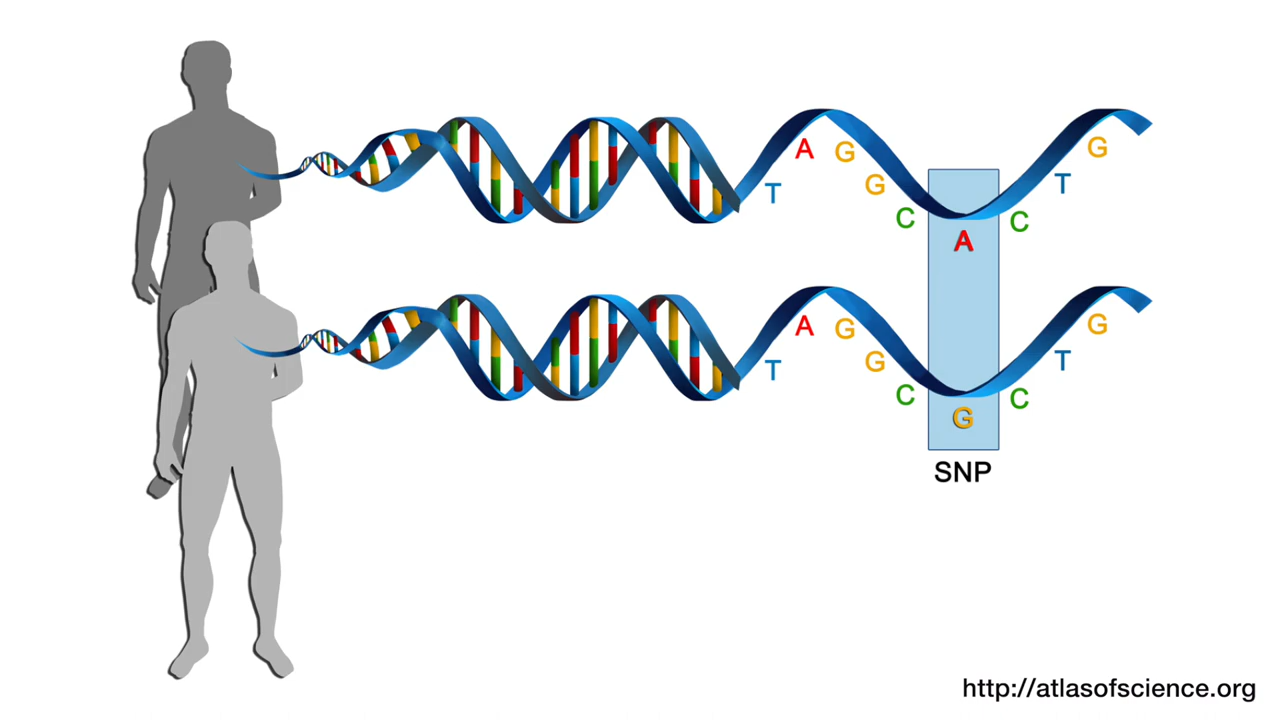 T A G G C A C T G
T A G G C G C T G
SNP
http://atlasofscience.org